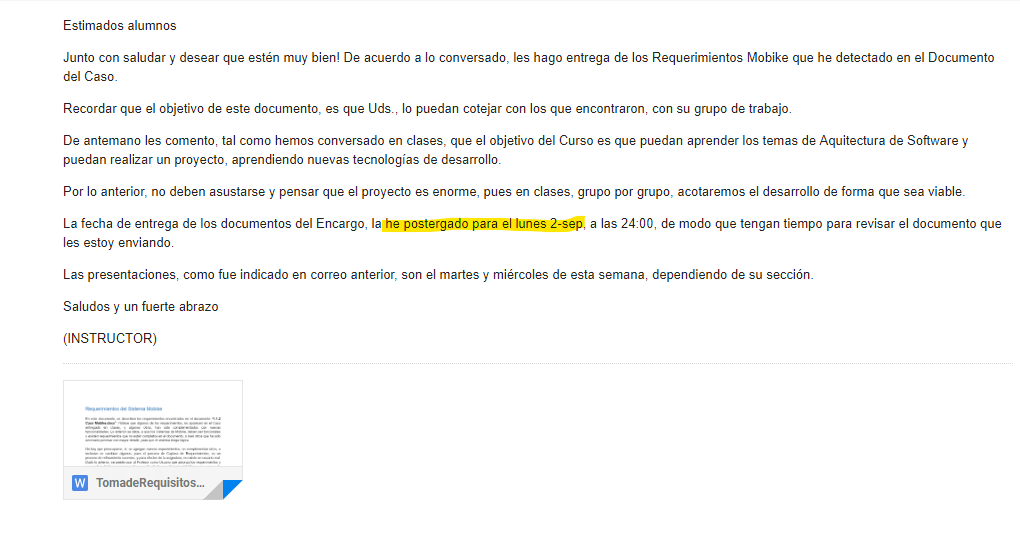 Estimados alumnos
Junto con saludar y desear que estén muy bien! De acuerdo a lo conversado, les hago entrega de los Requerimientos Mobike que he detectado en el Documento
del Caso.
Recordar que el objetivo de este documento, es que Uds., lo puedan cotejar con los que encontraron, con su grupo de trabajo.
De antemano les comento, tal como hemos conversado en clases, que el objetivo del Curso es que puedan aprender los temas de Aquitectura de Software y
puedan realizar un proyecto, aprendiendo nuevas tecnologías de desarrollo.
Por lo anterior, no deben asustarse y pensar que el proyecto es enorme, pues en clases, grupo por grupo, acotaremos el desarrollo de forma que sea viable.
La fecha de entrega de los documentos del Encargo, la he postergado para el lunes 2-sep, a las 24:00, de modo que tengan tiempo para revisar el documento que
les estoy enviando.
Las presentaciones, como fue indicado en correo anterior, son el martes y miércoles de esta semana, dependiendo de su sección.
Saludos y un fuerte abrazo
(INSTRUCTOR)
Requerimientos del Sistema Mobike
W TomadeRequisitos...